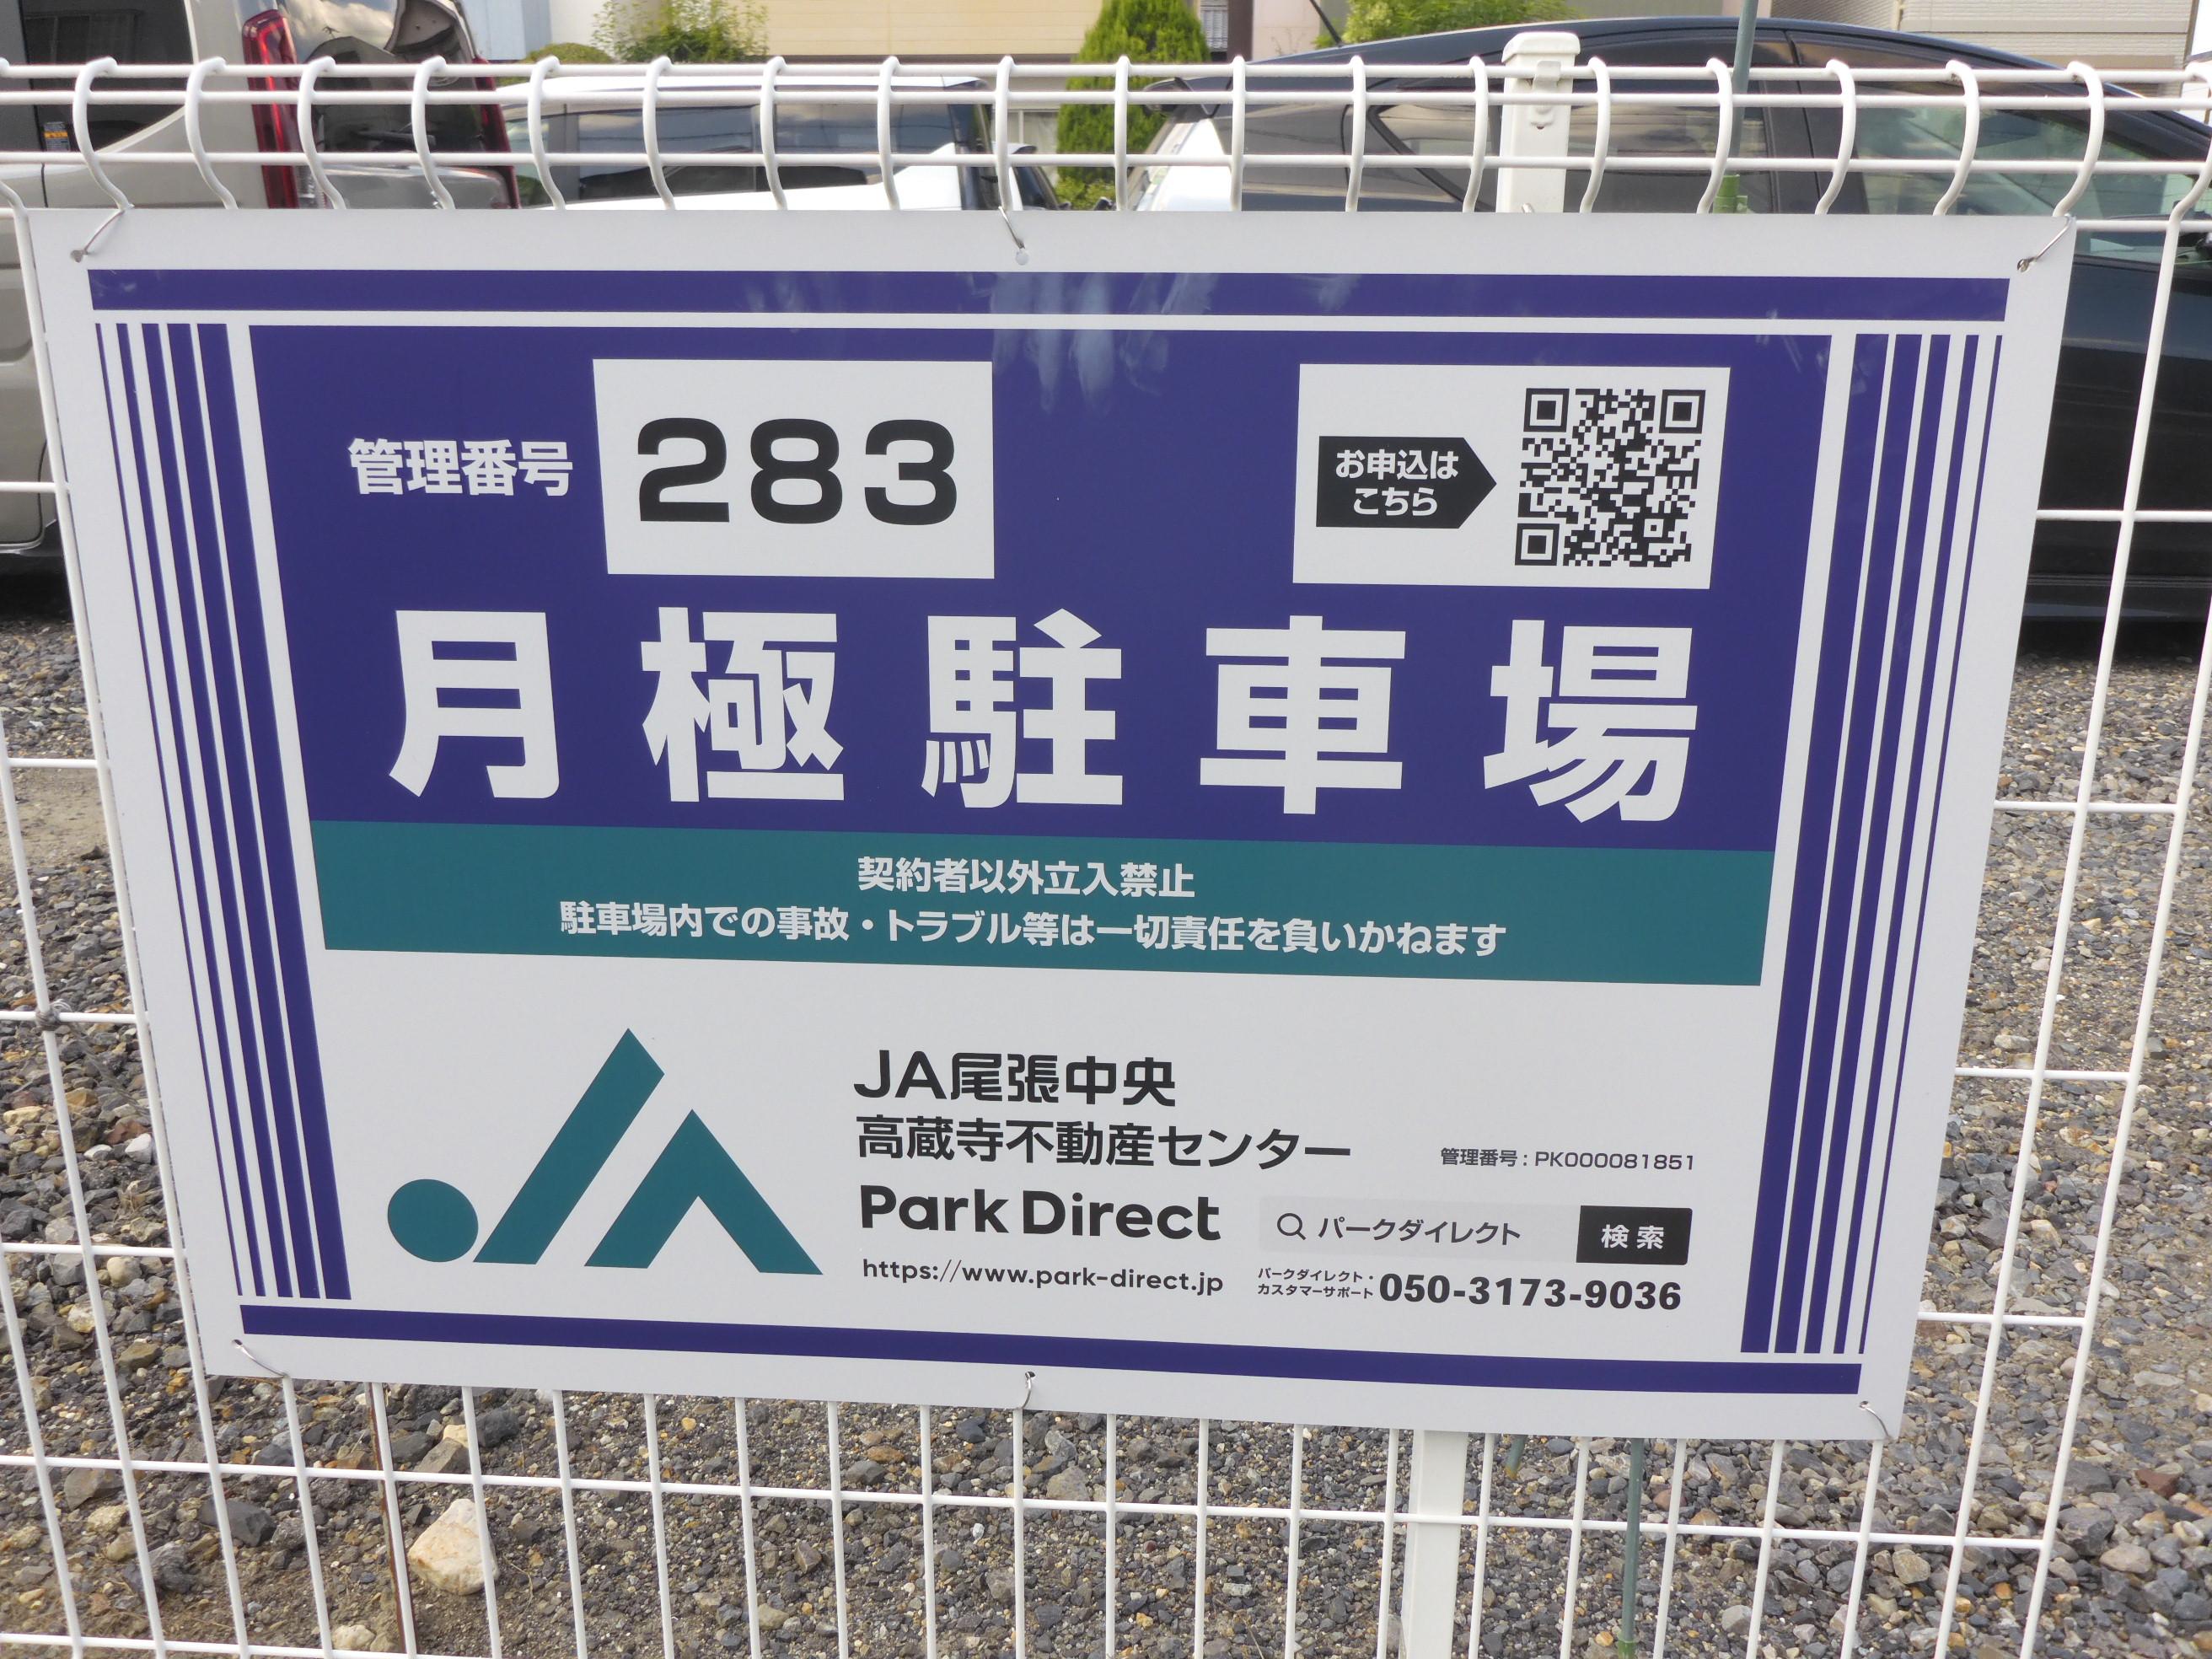 管理番号 283
お申込は
こちら
月極駐車場
契約者以外立入禁止
駐車場内での事故・トラブル等は一切責任を負いかねます
JA
JA尾張中央
高蔵寺不動産センター
管理番号：PK000081851
Park Direct
パークダイレクト 検索
https://www.park-direct.jp
パークダイレクト・
カスタマーサポート 050-3173-9036